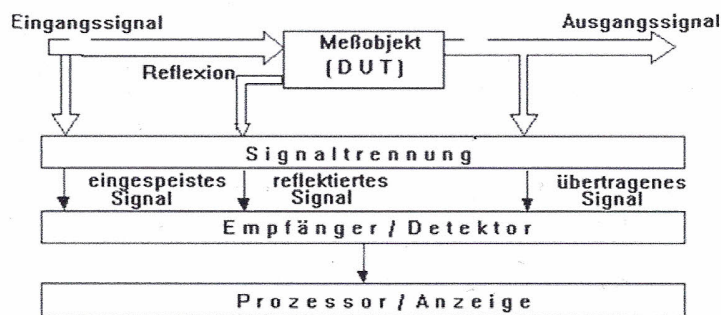 Eingangssignal
Ausgangssignal
Meßobjekt
(DUT)
Reflexion
Signaltrennung
eingespeistes
Signal
reflektiertes
Signal
übertragenes
Signal
Empfänger/Detektor
Prozessor/Anzeige